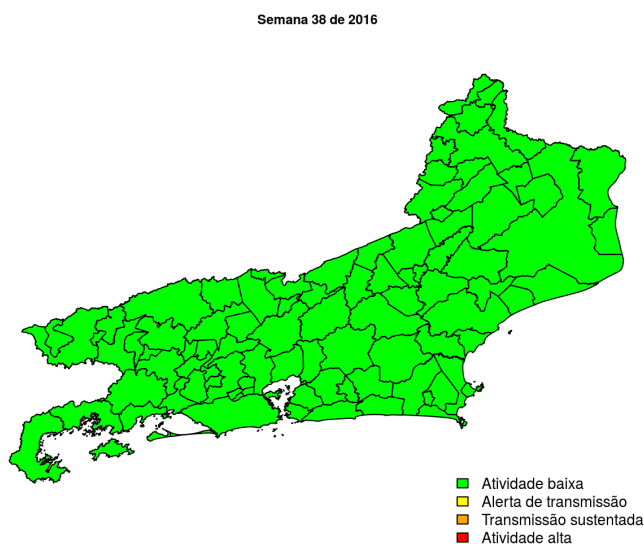 Semana 38 de 2016
Atividade baixa
Alerta de transmissão
Transmissão sustentada
Atividade alta